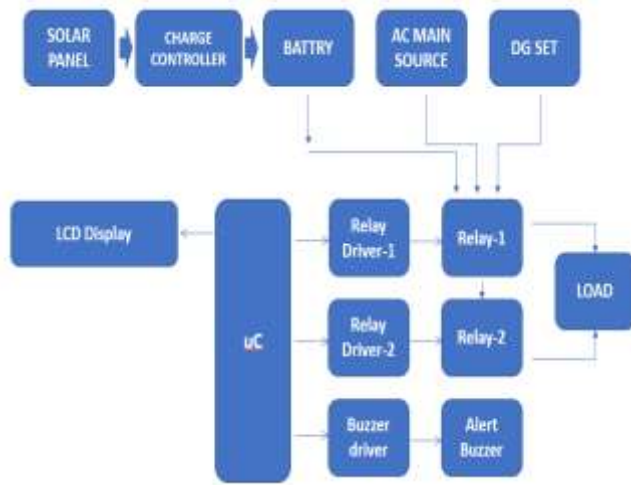 SOLAR
PANEL
CHARGE
CONTROLLER
BATTRY
AC MAIN
SOURCE
DG SET
LCD Display
uC
Relay
Driver-1
Relay-1
LOAD
Relay
Driver-2
Relay-2
Buzzer
driver
Alert
Buzzer